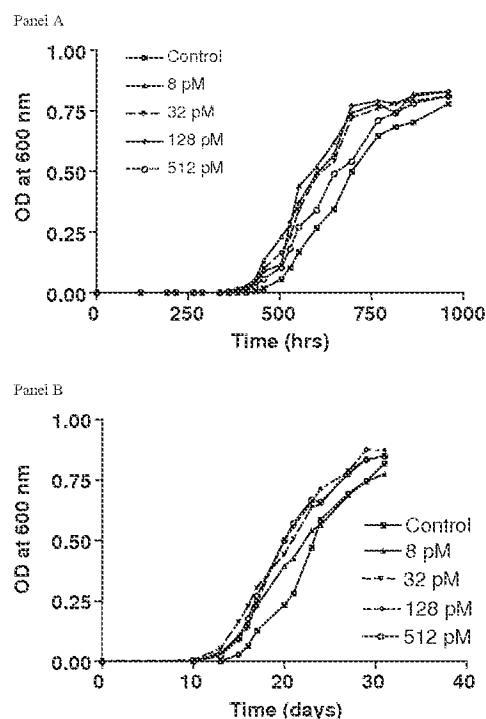 Panel A
1.00
0.75
0.50
0.25
0.00
OD at 600 nm
Control
8 pM
32 pM
128 pM
512 pM
0
250
500
750
1000
Time (hrs)
Panel B
1.00
0.75
0.50
0.25
0.00
OD at 600 nm
Control
8 pM
32 pM
128 pM
512 pM
0
10
20
30
40
Time (days)